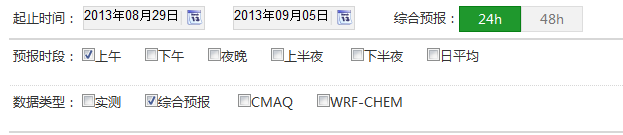 起止时间： 2013年08月29日 2013年09月05日 综合预报： 24h 48h
预报时段： 上午 下午 夜晚 上半夜 下半夜 日平均
数据类型： 实测 综合预报 CMAQ WRF-CHEM